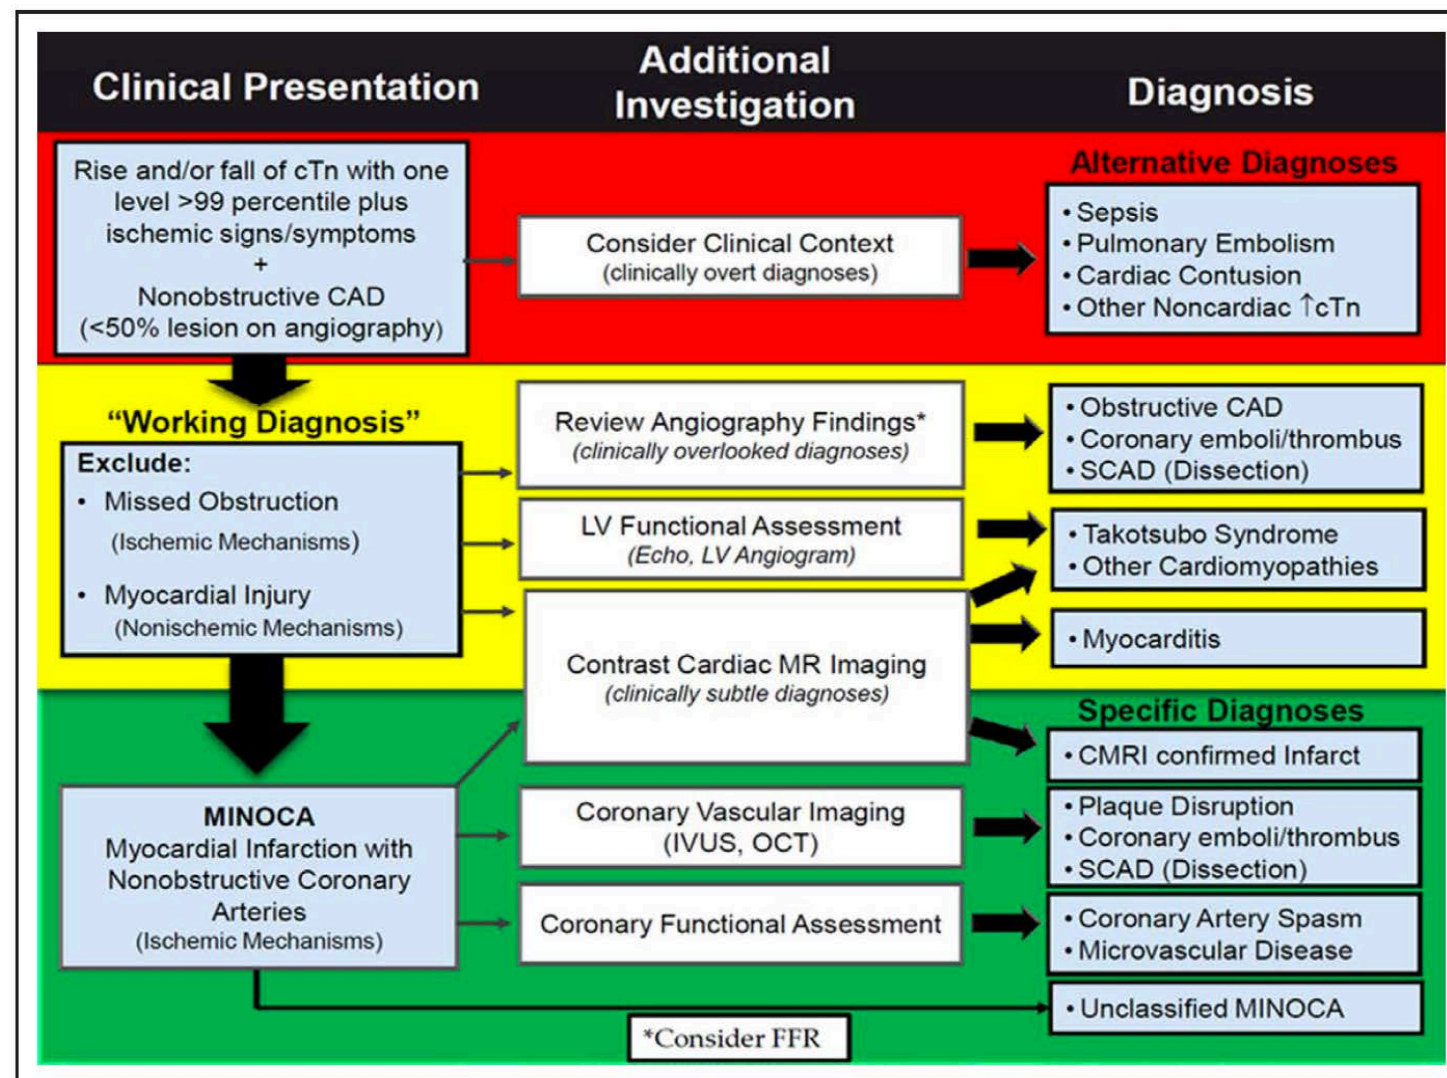 Clinical Presentation
Additional
Investigation
Diagnosis
Rise and/or fall of cTn with one
level >99 percentile plus
ischemic signs/symptoms
+
Nonobstructive CAD
(<50% lesion on angiography)
Consider Clinical Context
(clinically overt diagnoses)
Alternative Diagnoses
• Sepsis
• Pulmonary Embolism
• Cardiac Contusion
• Other Noncardiac ↑cTn
“Working Diagnosis”
Exclude:
• Missed Obstruction
(Ischemic Mechanisms)
• Myocardial Injury
(Nonischemic Mechanisms)
Review Angiography Findings*
(clinically overlooked diagnoses)
• Obstructive CAD
• Coronary emboli/thrombus
• SCAD (Dissection)
LV Functional Assessment
(Echo, LV Angiogram)
• Takotsubo Syndrome
• Other Cardiomyopathies
Contrast Cardiac MR Imaging
(clinically subtle diagnoses)
• Myocarditis
Specific Diagnoses
• CMRI confirmed Infarct
MINOCA
Myocardial Infarction with
Nonobstructive Coronary
Arteries
(Ischemic Mechanisms)
Coronary Vascular Imaging
(IVUS, OCT)
• Plaque Disruption
• Coronary emboli/thrombus
• SCAD (Dissection)
Coronary Functional Assessment
• Coronary Artery Spasm
• Microvascular Disease
• Unclassified MINOCA
*Consider FFR